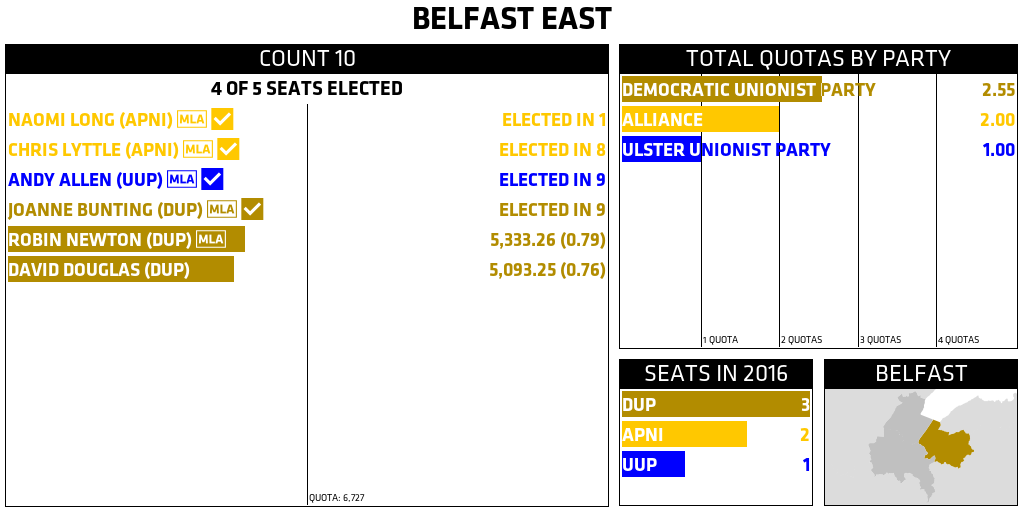 BELFAST EAST
COUNT 10
4 OF 5 SEATS ELECTED
NAOMI LONG (APNI) MLA ELECTED IN 1
CHRIS LYTTLE (APNI) MLA ELECTED IN 8
ANDY ALLEN (UUP) MLA ELECTED IN 9
JOANNE BUNTING (DUP) MLA ELECTED IN 9
ROBIN NEWTON (DUP) MLA 5,333.26 (0.79)
DAVID DOUGLAS (DUP) 5,093.25 (0.76)
QUOTA: 6,727
TOTAL QUOTAS BY PARTY
DEMOCRATIC UNIONIST PARTY 2.55
ALLIANCE 2.00
ULSTER UNIONIST PARTY 1.00
1 QUOTA 2 QUOTAS 3 QUOTAS 4 QUOTAS
SEATS IN 2016
DUP 3
APNI 2
UUP 1
BELFAST